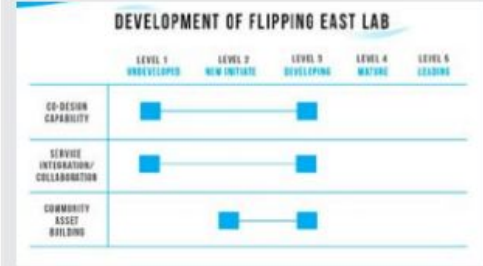 DEVELOPMENT OF FLIPPING EAST LAB
LEVEL 1 LEVEL 2 LEVEL 3 LEVEL 4 LEVEL 5
UNDEVELOPED NEW INITIATE DEVELOPING MATURE LEADING
CO-DESIGN
CAPABILITY
SERVICE
INTEGRATION/
COLLABORATION
COMMUNITY
ASSET
BUILDING